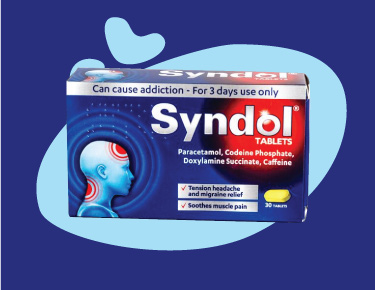 Can cause addiction - For 3 days use only
Syndol®
TABLETS
Paracetamol, Codeine Phosphate,
Doxylamine Succinate, Caffeine
Tension headache
and migraine relief
Soothes muscle pain
30 TABLETS